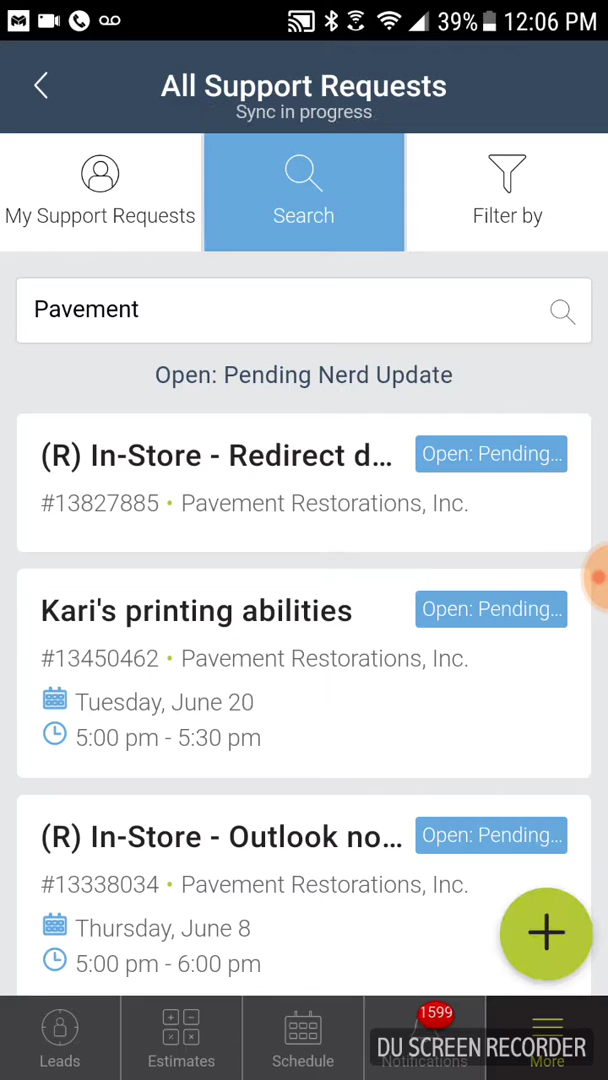 39% 12:06 PM
All Support Requests
Sync in progress
My Support Requests
Search
Filter by
Pavement
Open: Pending Nerd Update
(R) In-Store - Redirect d...
Open: Pending...
#13827885 • Pavement Restorations, Inc.
Kari's printing abilities
Open: Pending...
#13450462 • Pavement Restorations, Inc.
Tuesday, June 20
5:00 pm - 5:30 pm
(R) In-Store - Outlook no...
Open: Pending...
#13338034 • Pavement Restorations, Inc.
Thursday, June 8
5:00 pm - 6:00 pm
1599
Leads
Estimates
Schedule
Notifications
More
DU SCREEN RECORDER